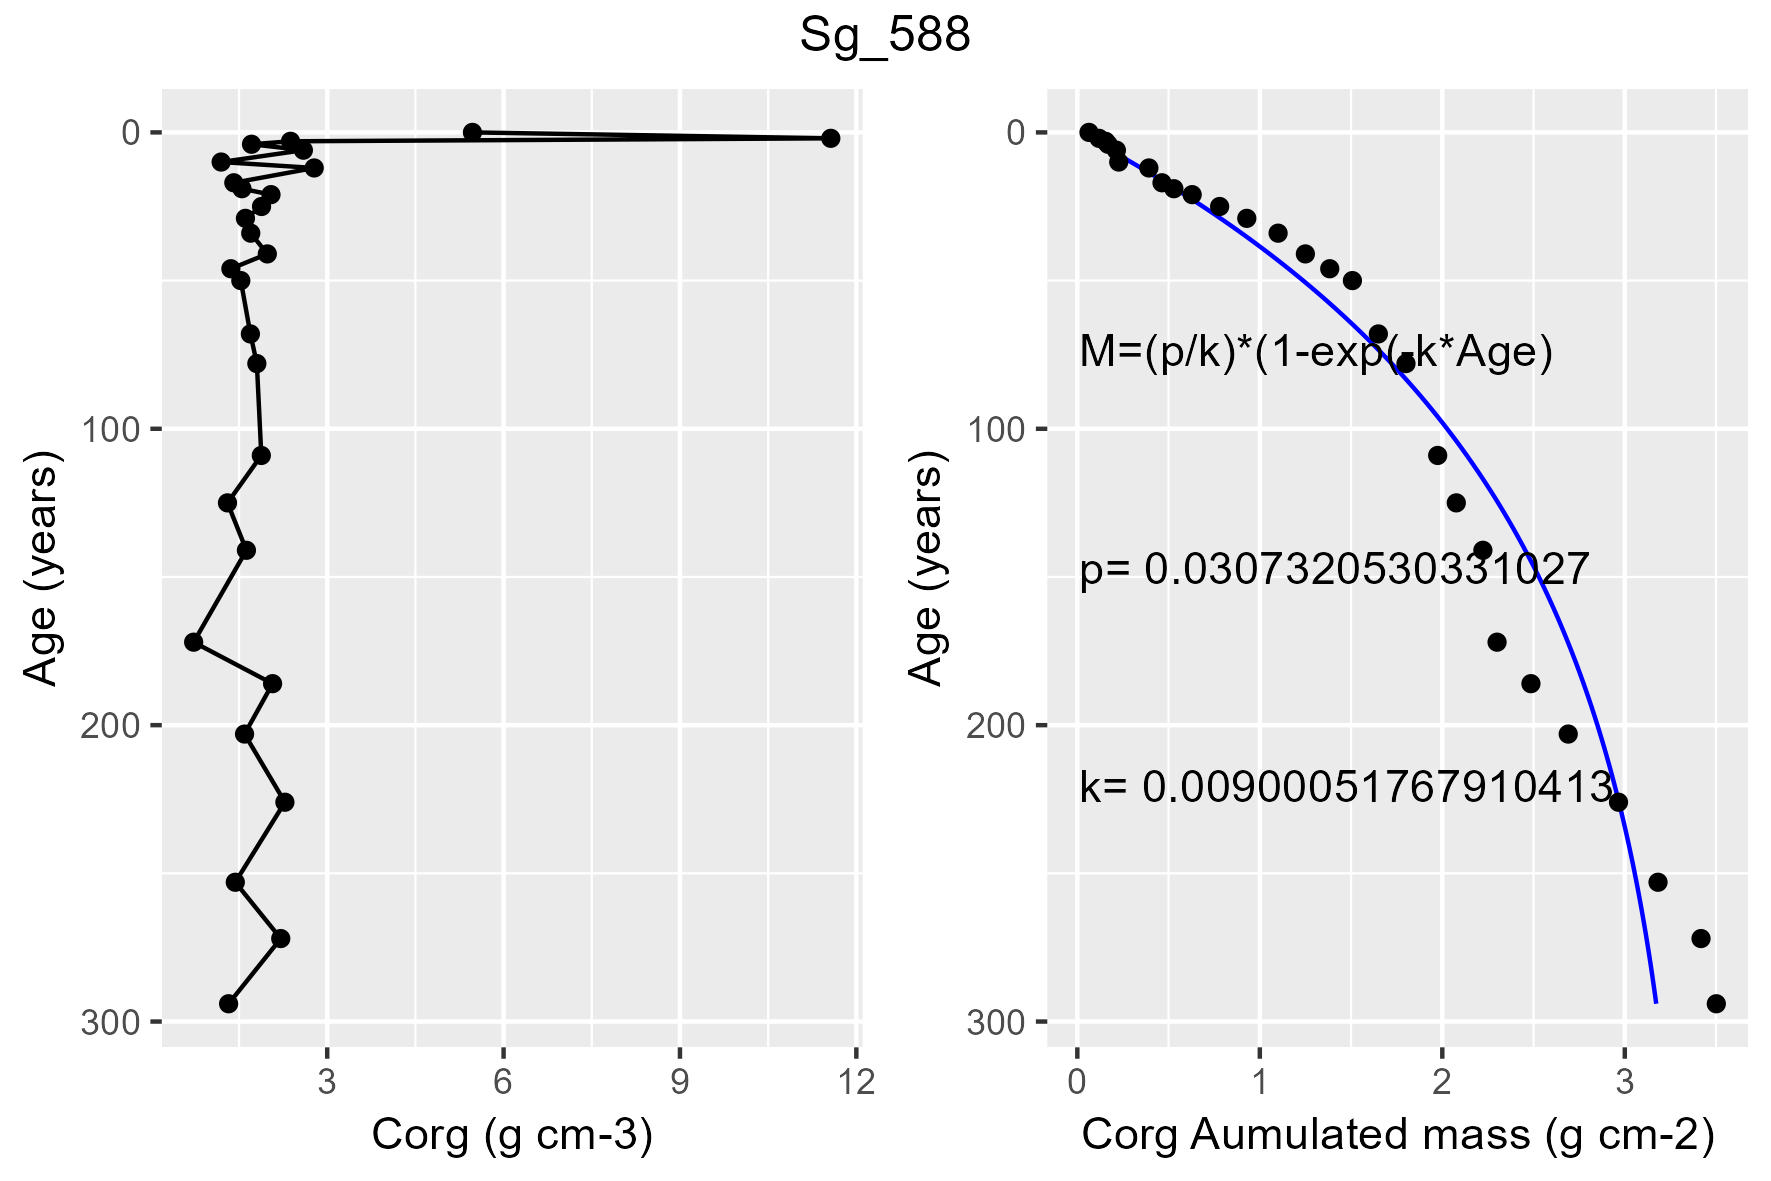 Sg_588
0
100
200
300
Age (years)
3
6
9
12
Corg (g cm-3)
0
100
200
300
Age (years)
M=(p/k)*(1-exp(-k*Age)
p= 0.0307320530331027
k= 0.00900051767910413
0
1
2
3
Corg Aumulated mass (g cm-2)